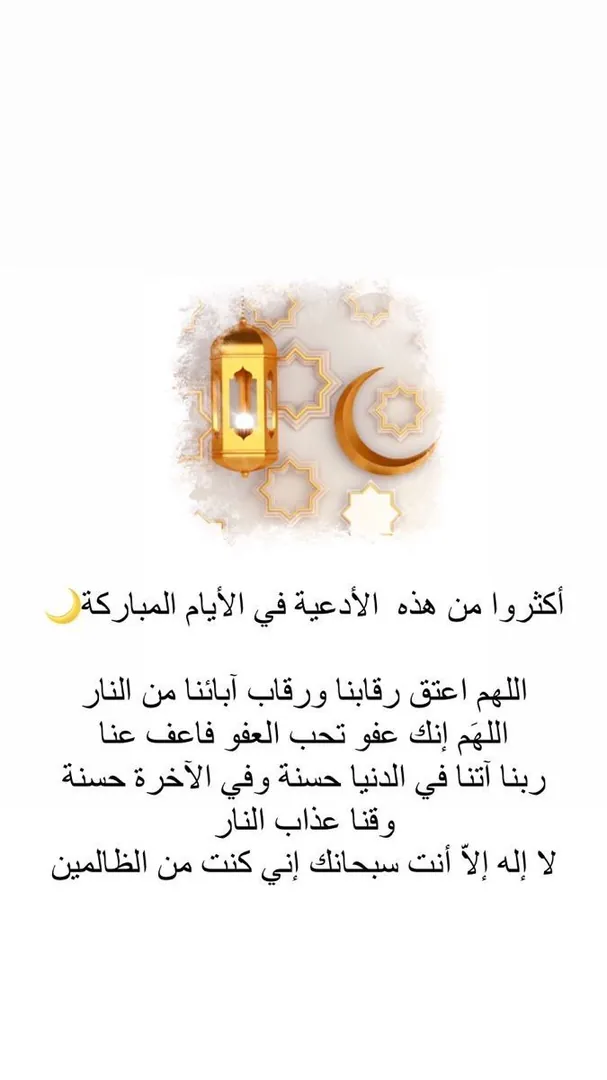 أكثروا من هذه الأدعية في الأيام المباركة🌙
اللهم اعتق رقابنا ورقاب آبائنا من النار
اللهَم إنك عفو تحب العفو فاعف عنا
ربنا آتنا في الدنيا حسنة وفي الآخرة حسنة
وقنا عذاب النار
لا إله إلاّ أنت سبحانك إني كنت من الظالمين